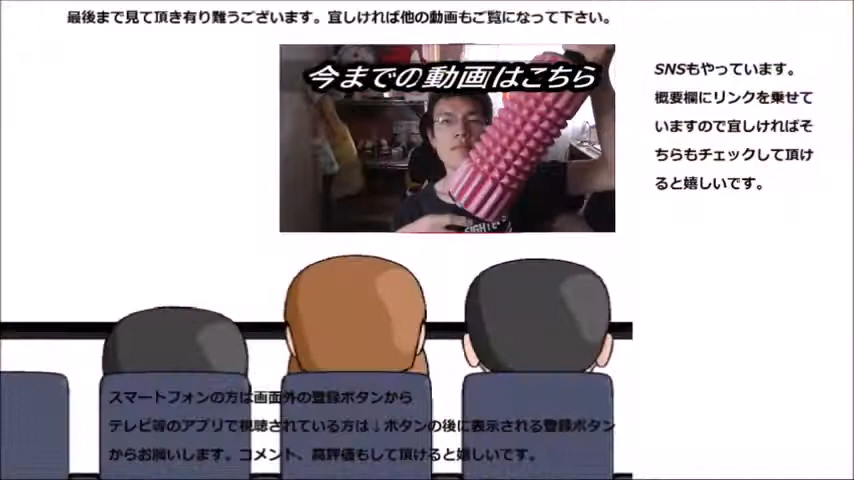 最後まで見て頂き有り難うございます。宜しければ他の動画もご覧になって下さい。
今までの動画はこちら
SNSもやっています。
概要欄にリンクを乗せて
いますので宜しければそ
ちらもチェックして頂け
ると嬉しいです。
スマートフォンの方は画面外の登録ボタンから
テレビ等のアプリで視聴されている方は↓ボタンの後に表示される登録ボタン
からお願いします。コメント、高評価もして頂けると嬉しいです。